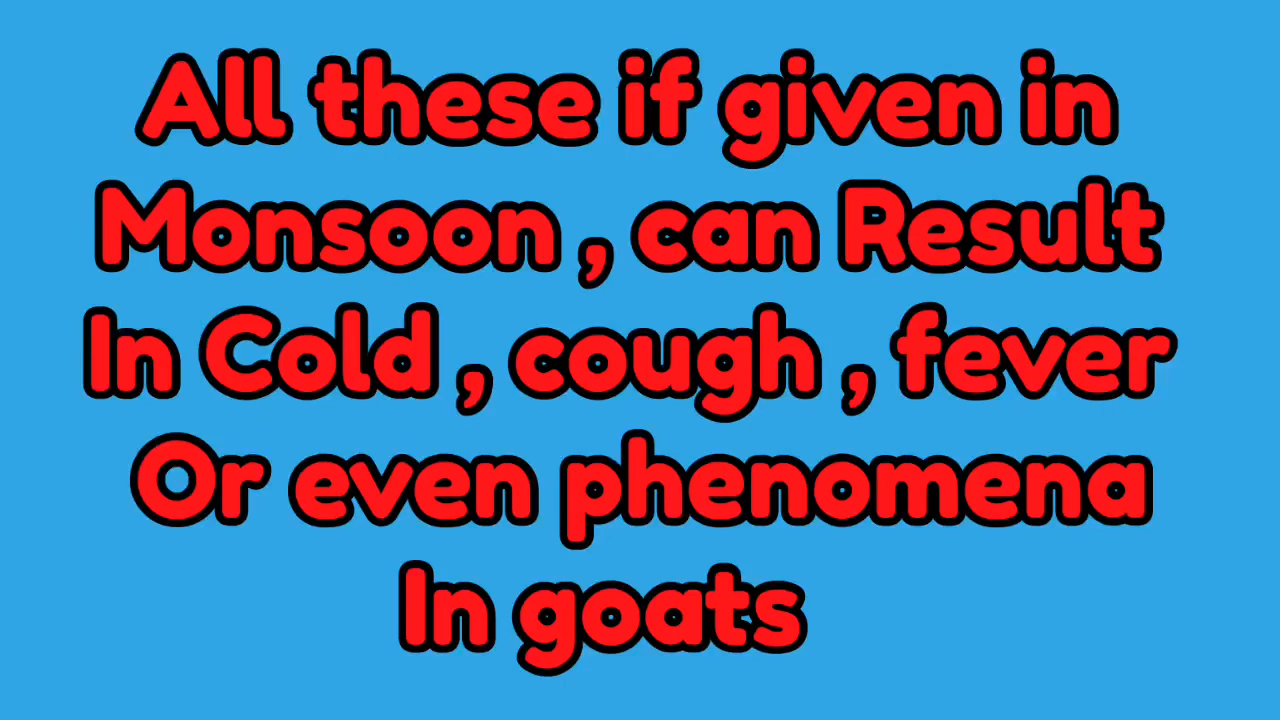 All these if given in
Monsoon , can Result
In Cold , cough , fever
Or even phenomena
In goats